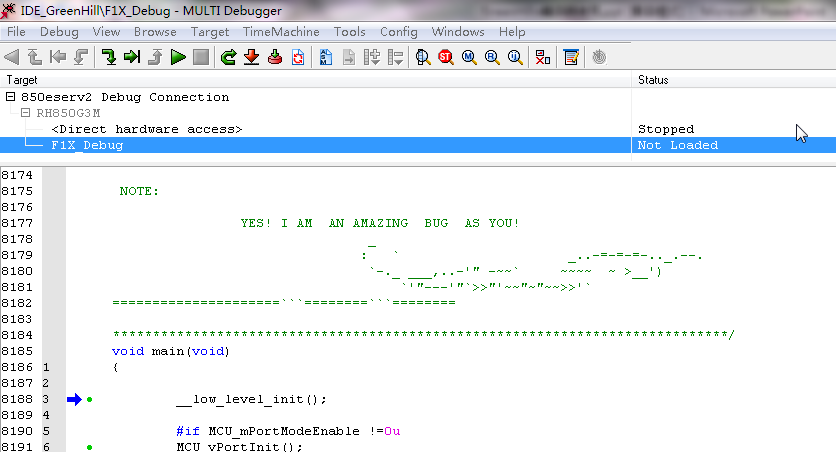 IDE_GreenHill\F1X_Debug - MULTI Debugger
File Debug View Browse Target TimeMachine Tools Config Windows Help
Target Status
850eserv2 Debug Connection
RH850G3M
<Direct hardware access> Stopped
F1X_Debug Not Loaded
8174
8175 NOTE:
8176
8177 YES! I AM AN AMAZING BUG AS YOU!
8178 _
8179 : ` _..-=-=-=-.._.--.
8180 `-._ ___,..-'" -~~` ~~~~ ~ >__')
8181 `'"---'"`>>"'~~"~"~~>>'`
8182 =====================```========```========
8183
8184 *****************************************************************************/
8185 void main(void)
8186 1 {
8187 2
8188 3 __low_level_init();
8189 4
8190 5 #if MCU_mPortModeEnable !=0u
8191 6 MCU_vPortInit();